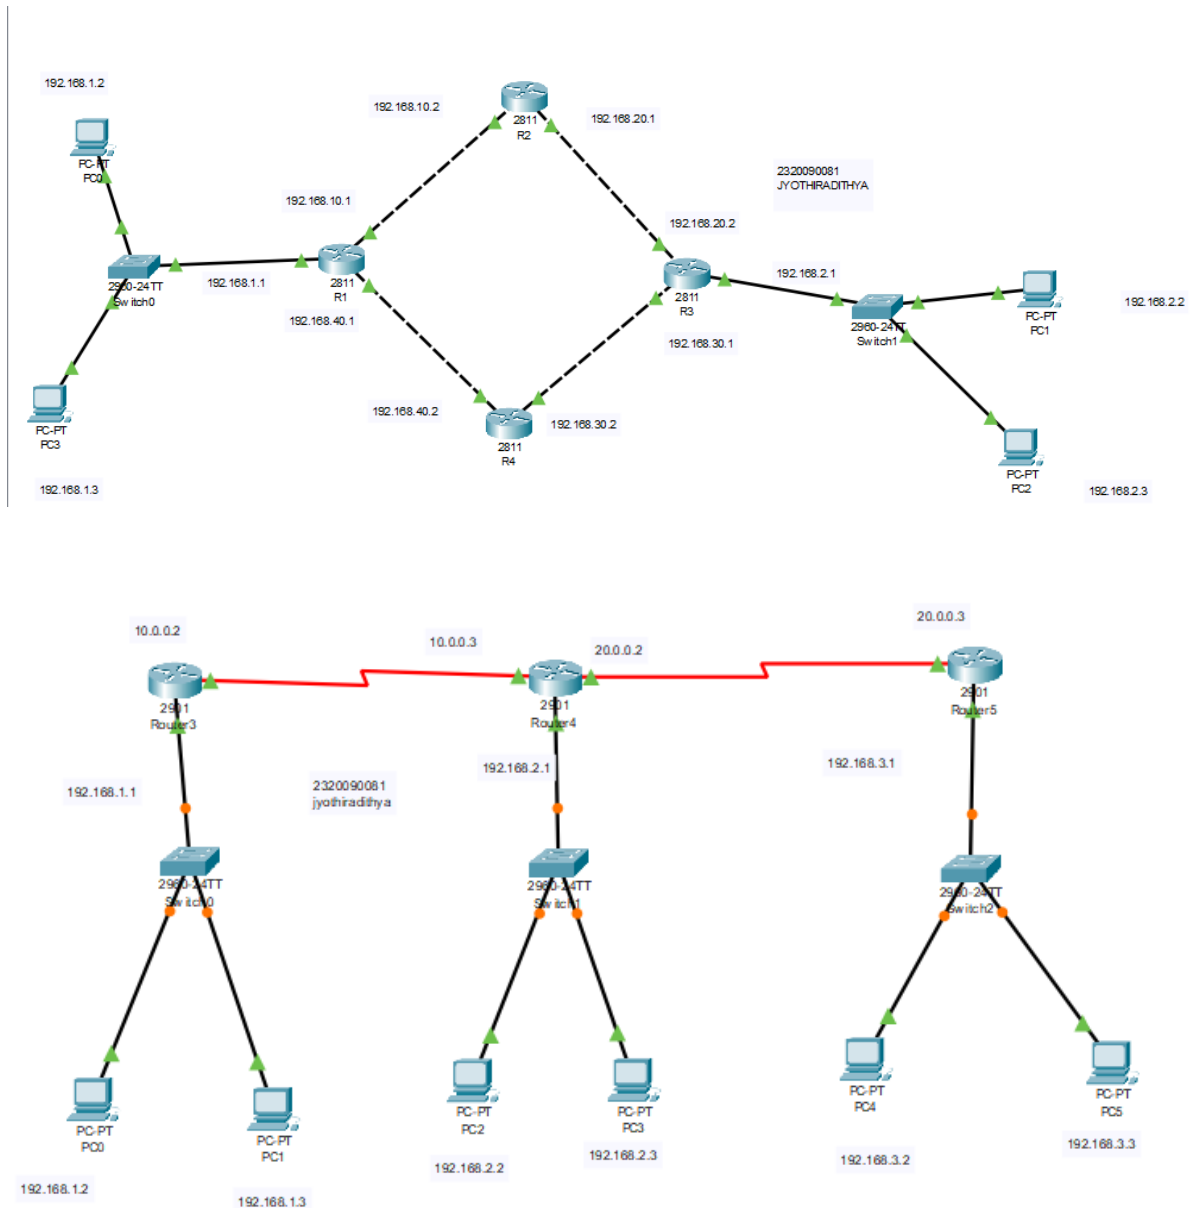 192.168.1.2
PC-PT
PC0
192.168.10.2
2811
R2
192.168.20.1
2320090081
JYOTHIRADITHYA
192.168.10.1
192.168.20.2
2960-24TT
Switch0
192.168.1.1
2811
R1
192.168.40.1
2811
R3
192.168.2.1
192.168.30.1
2960-24TT
Switch1
PC-PT
PC1
192.168.2.2
PC-PT
PC3
192.168.1.3
192.168.40.2
2811
R4
192.168.30.2
PC-PT
PC2
192.168.2.3
10.0.0.2
10.0.0.3
20.0.0.2
20.0.0.3
2901
Router3
2901
Router4
2901
Router5
192.168.1.1
2320090081
jyothiradithya
192.168.2.1
192.168.3.1
2960-24TT
Switch0
2960-24TT
Switch1
2960-24TT
Switch2
PC-PT
PC0
PC-PT
PC1
PC-PT
PC2
PC-PT
PC3
PC-PT
PC4
PC-PT
PC5
192.168.1.2
192.168.1.3
192.168.2.2
192.168.2.3
192.168.3.2
192.168.3.3